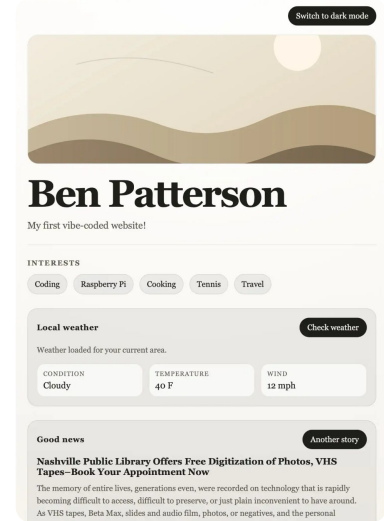 Switch to dark mode
Ben Patterson
My first vibe-coded website!
INTERESTS
Coding
Raspberry Pi
Cooking
Tennis
Travel
Local weather
Check weather
Weather loaded for your current area.
CONDITION
Cloudy
TEMPERATURE
40 F
WIND
12 mph
Good news
Another story
Nashville Public Library Offers Free Digitization of Photos, VHS
Tapes–Book Your Appointment Now
The memory of entire lives, generations even, were recorded on technology that is rapidly
becoming difficult to access, difficult to preserve, or just plain inconvenient to have around.
As VHS tapes, Beta Max, slides and audio film, photos, or negatives, and the personal